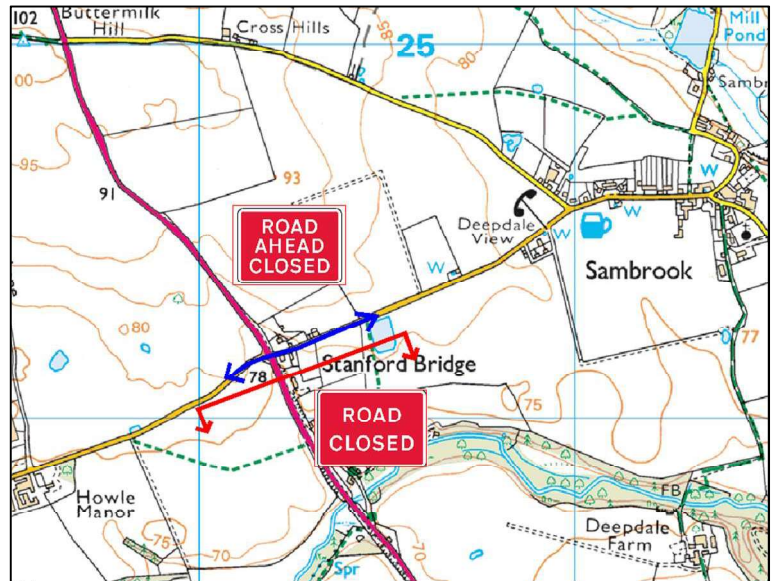 102
Buttermilk
Hill
Cross Hills
25
85
80
Mill
Pond
00
95
91
93
W
ROAD
AHEAD
CLOSED
Deepdale
View
W
W
W
Sambrook
80
77
78
Stanford Bridge
75
ROAD
CLOSED
Howle
Manor
75
70
70
Spr
FB
Deepdale
Farm